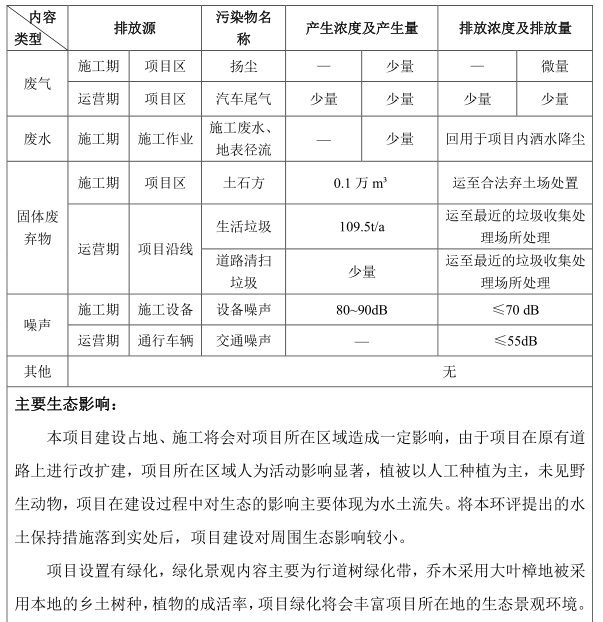 内容
类型
排放源
污染物名
称
产生浓度及产生量
排放浓度及排放量
废气
施工期 项目区 扬尘 — 少量 — 微量
运营期 项目区 汽车尾气 少量 少量 少量 少量
废水 施工期 施工作业
施工废水、
地表径流
— 少量 回用于项目内洒水降尘
固体废
弃物
施工期 项目区 土石方 0.1 万 m³ 运至合法弃土场处置
运营期 项目沿线
生活垃圾 109.5t/a
运至最近的垃圾收集处
理场所处理
道路清扫
垃圾
少量
运至最近的垃圾收集处
理场所处理
噪声
施工期 施工设备 设备噪声 80~90dB ≤70 dB
运营期 通行车辆 交通噪声 — ≤55dB
其他 无
主要生态影响：
本项目建设占地、施工将会对项目所在区域造成一定影响，由于项目在原有道
路上进行改扩建，项目所在区域人为活动影响显著，植被以人工种植为主，未见野
生动物，项目在建设过程中对生态的影响主要体现为水土流失。将本环评提出的水
土保持措施落到实处后，项目建设对周围生态影响较小。
项目设置有绿化，绿化景观内容主要为行道树绿化带，乔木采用大叶樟地被采
用本地的乡土树种，植物的成活率，项目绿化将会丰富项目所在地的生态景观环境。